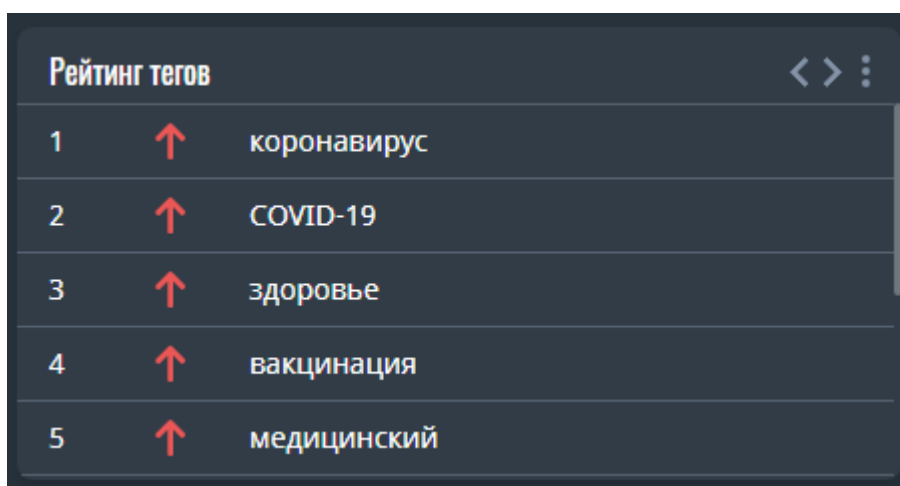 Рейтинг тегов
1 коронавирус
2 COVID-19
3 здоровье
4 вакцинация
5 медицинский